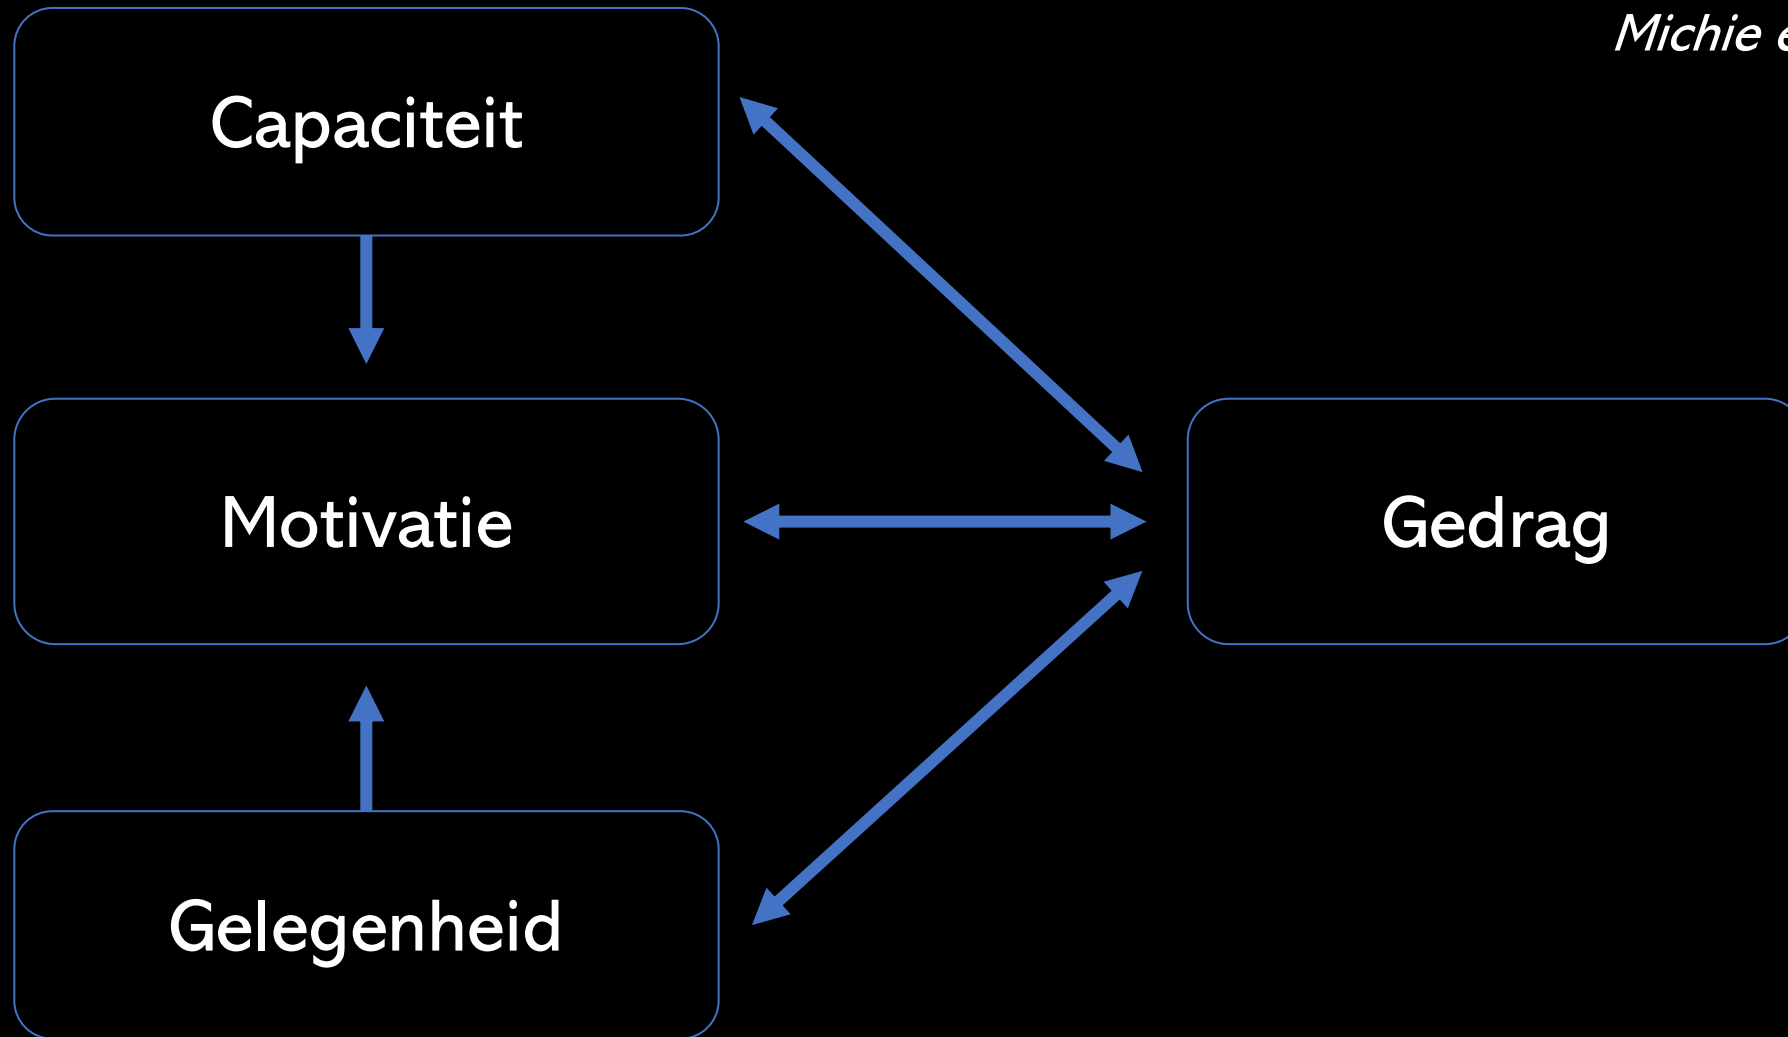 Michie
Capaciteit
Motivatie
Gedrag
Gelegenheid